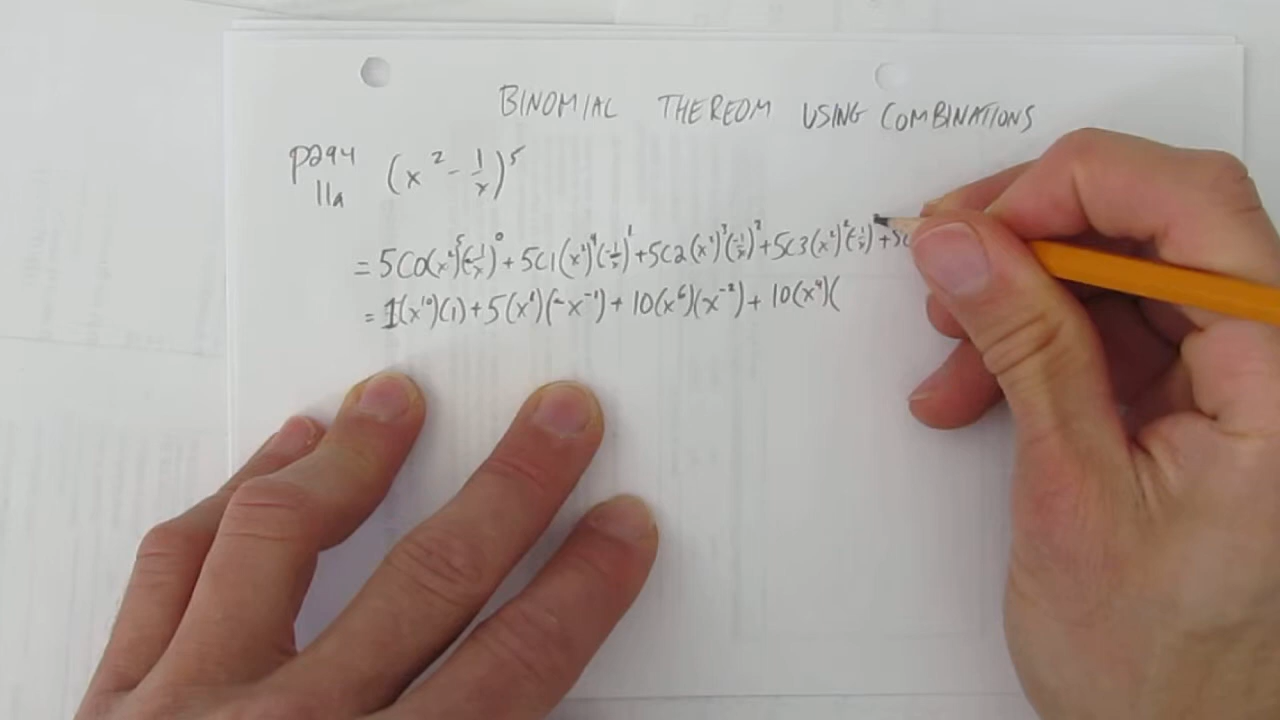 BINOMIAL THEREOM USING COMBINATIONS
p294 (x² - 1/x)⁵
11a
= 5C0(x²)⁵(-1/x)⁰ + 5C1(x²)⁴(-1/x)¹ + 5C2(x²)³(-1/x)² + 5C3(x²)²(-1/x)³ + 5C
= 1(x¹⁰)(1) + 5(x⁸)(-x⁻¹) + 10(x⁶)(x⁻²) + 10(x⁴)(